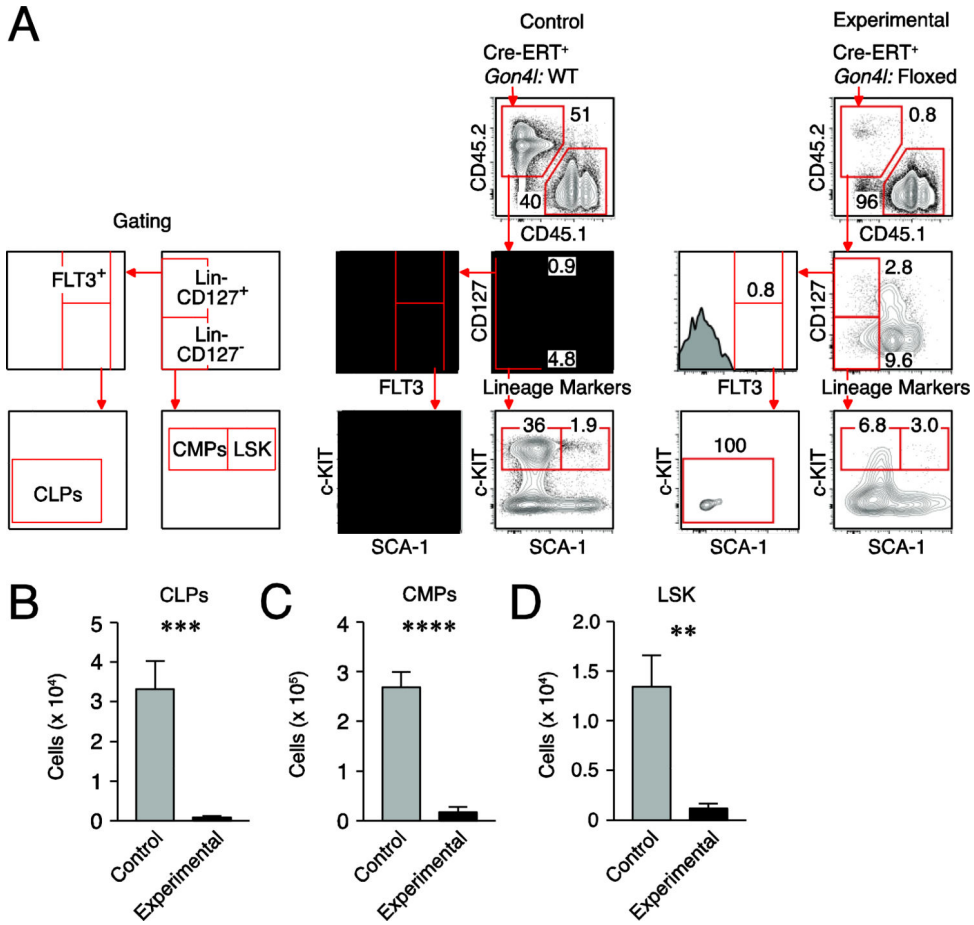 A
Control
Experimental
Cre-ERT⁺
Gon4l: WT
Cre-ERT⁺
Gon4l: Floxed
CD45.2
51
40
CD45.1
CD45.2
0.8
96
CD45.1
Gating
FLT3⁺
Lin-
CD127⁺
Lin-
CD127⁻
CD127
0.9
4.8
FLT3
Lineage Markers
0.8
CD127
2.8
9.6
FLT3
Lineage Markers
CLPs
CMPs
LSK
c-KIT
SCA-1
c-KIT
36
1.9
SCA-1
c-KIT
100
SCA-1
c-KIT
6.8
3.0
SCA-1
B
CLPs
***
Cells (x 10⁴)
5
4
3
2
1
0
Control
Experimental
C
CMPs
****
Cells (x 10⁵)
4
3
2
1
0
Control
Experimental
D
LSK
**
Cells (x 10⁴)
2.0
1.5
1.0
0.5
0
Control
Experimental